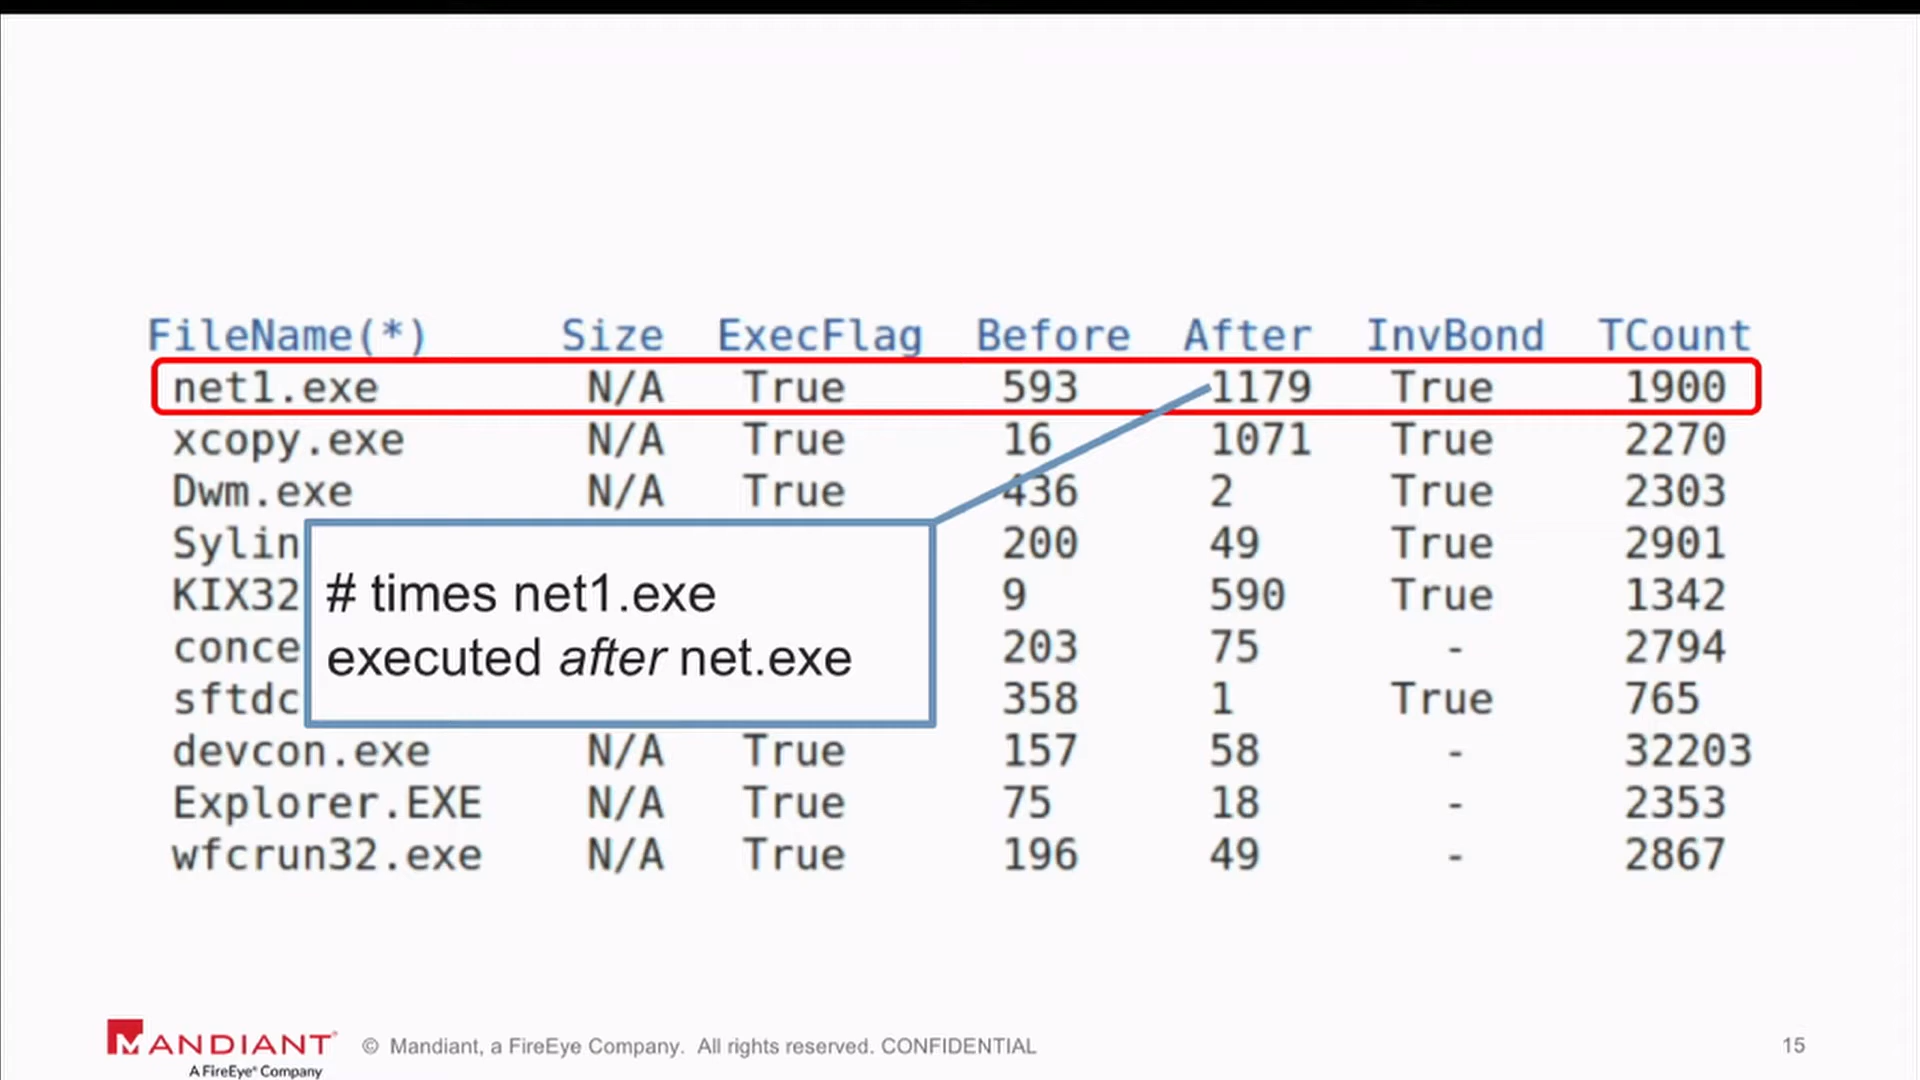 FileName(*) Size ExecFlag Before After InvBond TCount
net1.exe N/A True 593 1179 True 1900
xcopy.exe N/A True 16 1071 True 2270
Dwm.exe N/A True 436 2 True 2303
Sylin 200 49 True 2901
KIX32 9 590 True 1342
conce 203 75 - 2794
sftdc 358 1 True 765
# times net1.exe
executed after net.exe
devcon.exe N/A True 157 58 - 32203
Explorer.EXE N/A True 75 18 - 2353
wfcrun32.exe N/A True 196 49 - 2867
MANDIANT
A FireEye® Company
© Mandiant, a FireEye Company. All rights reserved. CONFIDENTIAL
15